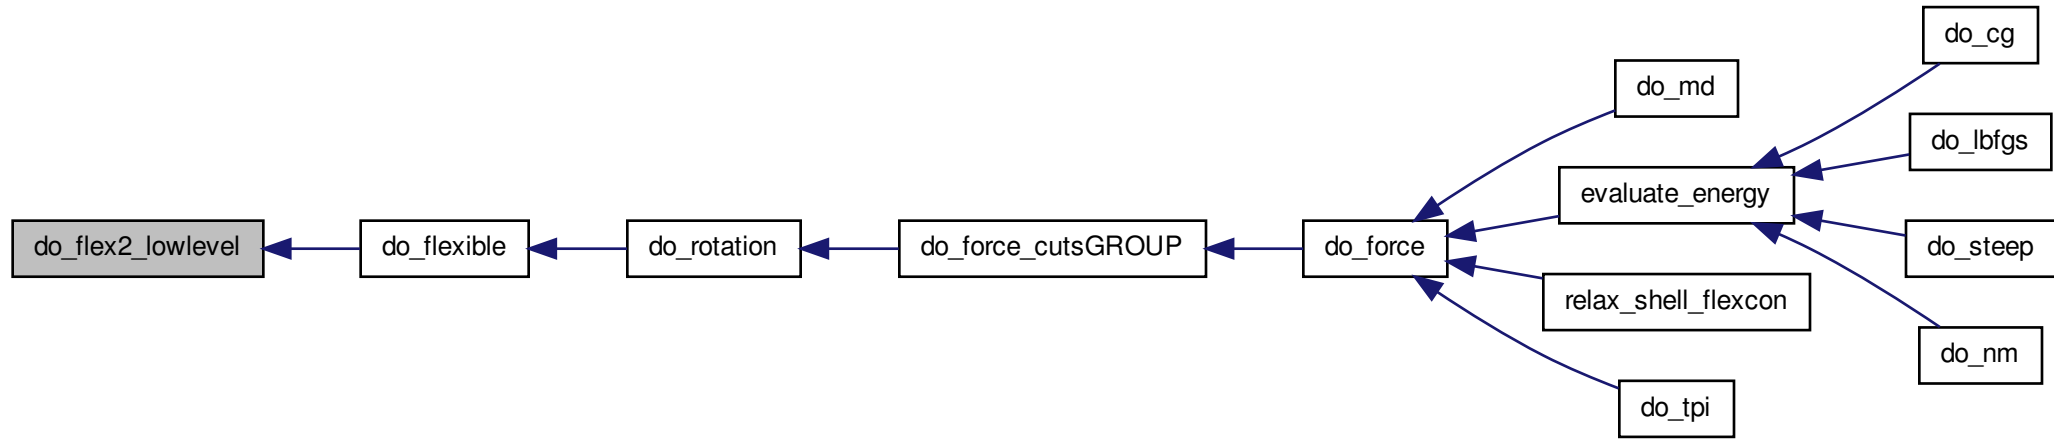 do_flex2_lowlevel
do_flexible
do_rotation
do_force_cutsGROUP
do_force
do_md
evaluate_energy
relax_shell_flexcon
do_tpi
do_cg
do_lbfgs
do_steep
do_nm